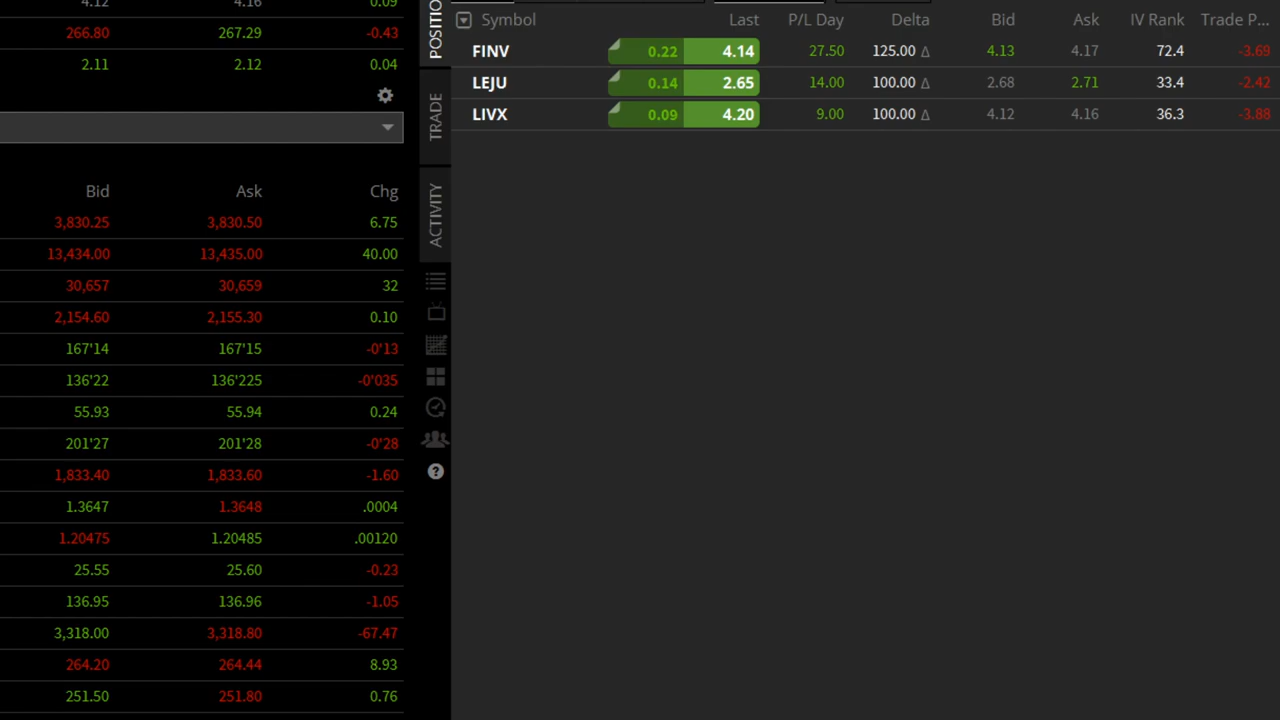 4.12 4.16 0.09
266.80 267.29 -0.43
2.11 2.12 0.04
Bid Ask Chg
3,830.25 3,830.50 6.75
13,434.00 13,435.00 40.00
30,657 30,659 32
2,154.60 2,155.30 0.10
167'14 167'15 -0'13
136'22 136'225 -0'035
55.93 55.94 0.24
201'27 201'28 -0'28
1,833.40 1,833.60 -1.60
1.3647 1.3648 .0004
1.20475 1.20485 .00120
25.55 25.60 -0.23
136.95 136.96 -1.05
3,318.00 3,318.80 -67.47
264.20 264.44 8.93
251.50 251.80 0.76
POSITIO
TRADE
ACTIVITY
?
Symbol Last P/L Day Delta Bid Ask IV Rank Trade P...
FINV 0.22 4.14 27.50 125.00 Δ 4.13 4.17 72.4 -3.69
LEJU 0.14 2.65 14.00 100.00 Δ 2.68 2.71 33.4 -2.42
LIVX 0.09 4.20 9.00 100.00 Δ 4.12 4.16 36.3 -3.88